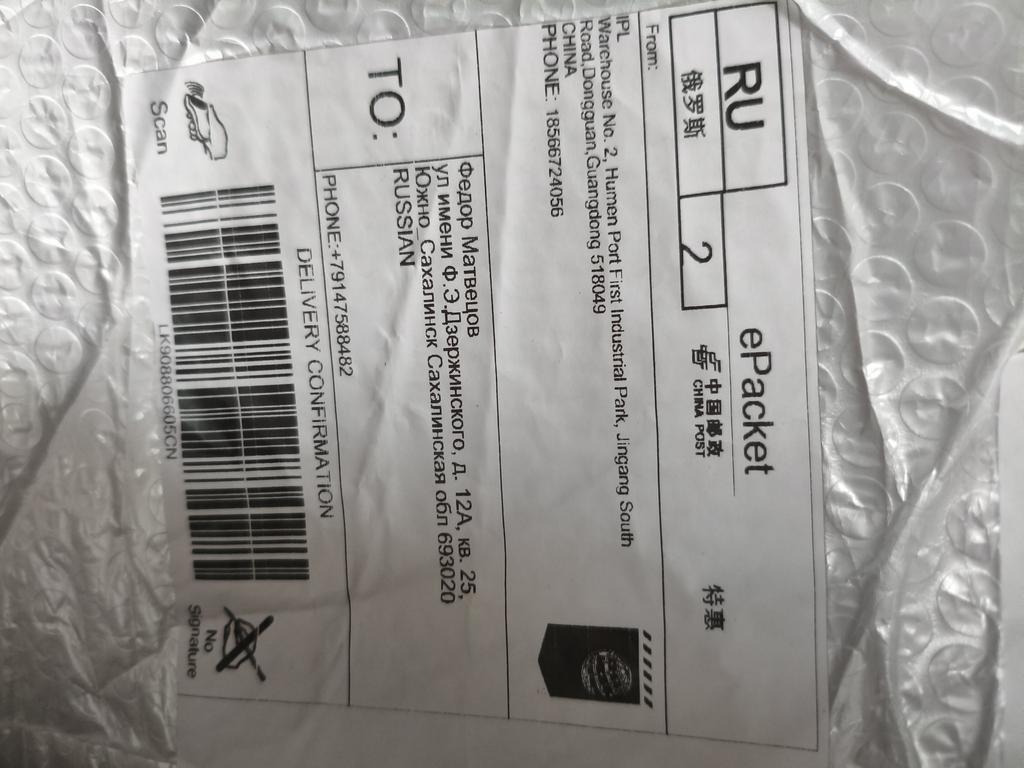 RU
俄罗斯
2
ePacket
中国邮政
CHINA POST
特惠
From:
IPL
Warehouse No. 2, Humen Port First Industrial Park, Jingang South
Road,Dongguan,Guangdong 518049
CHINA
PHONE: 18566724056
TO:
Федор Матвецов
ул имени Ф.Э.Дзержинского, д. 12А, кв. 25,
Южно_Сахалинск Сахалинская обл 693020
RUSSIAN
PHONE:+79147588482
Scan
DELIVERY CONFIRMATION
LK908806605CN
No
Signature